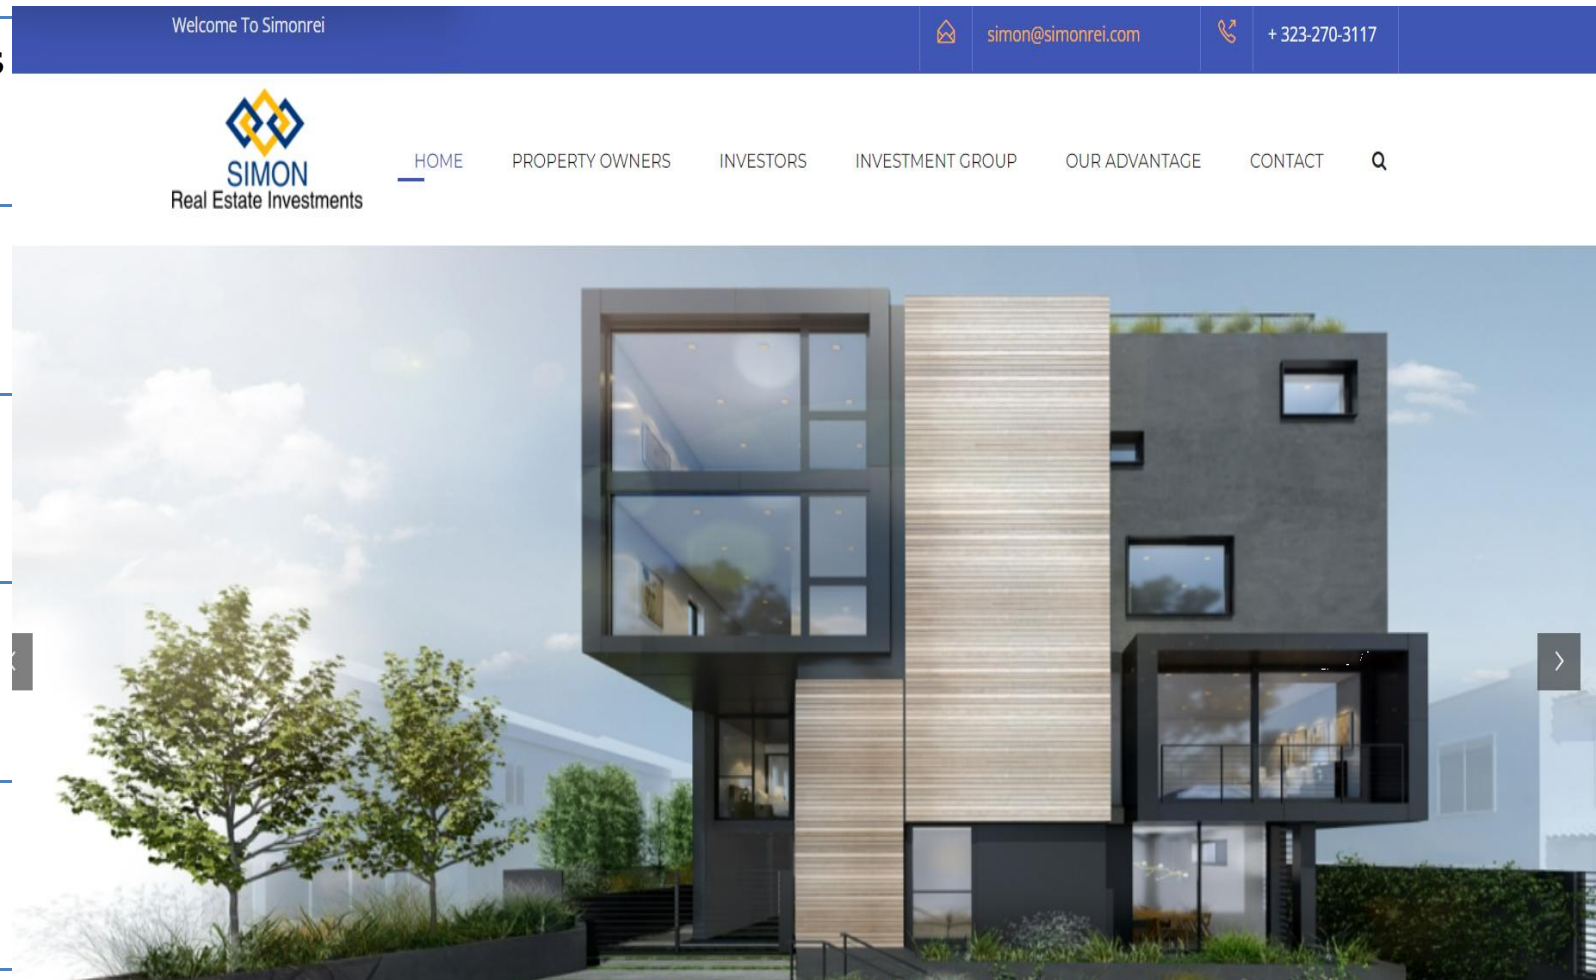 Welcome To Simonrei
simon@simonrei.com
+ 323-270-3117
SIMON
Real Estate Investments
HOME
PROPERTY OWNERS
INVESTORS
INVESTMENT GROUP
OUR ADVANTAGE
CONTACT